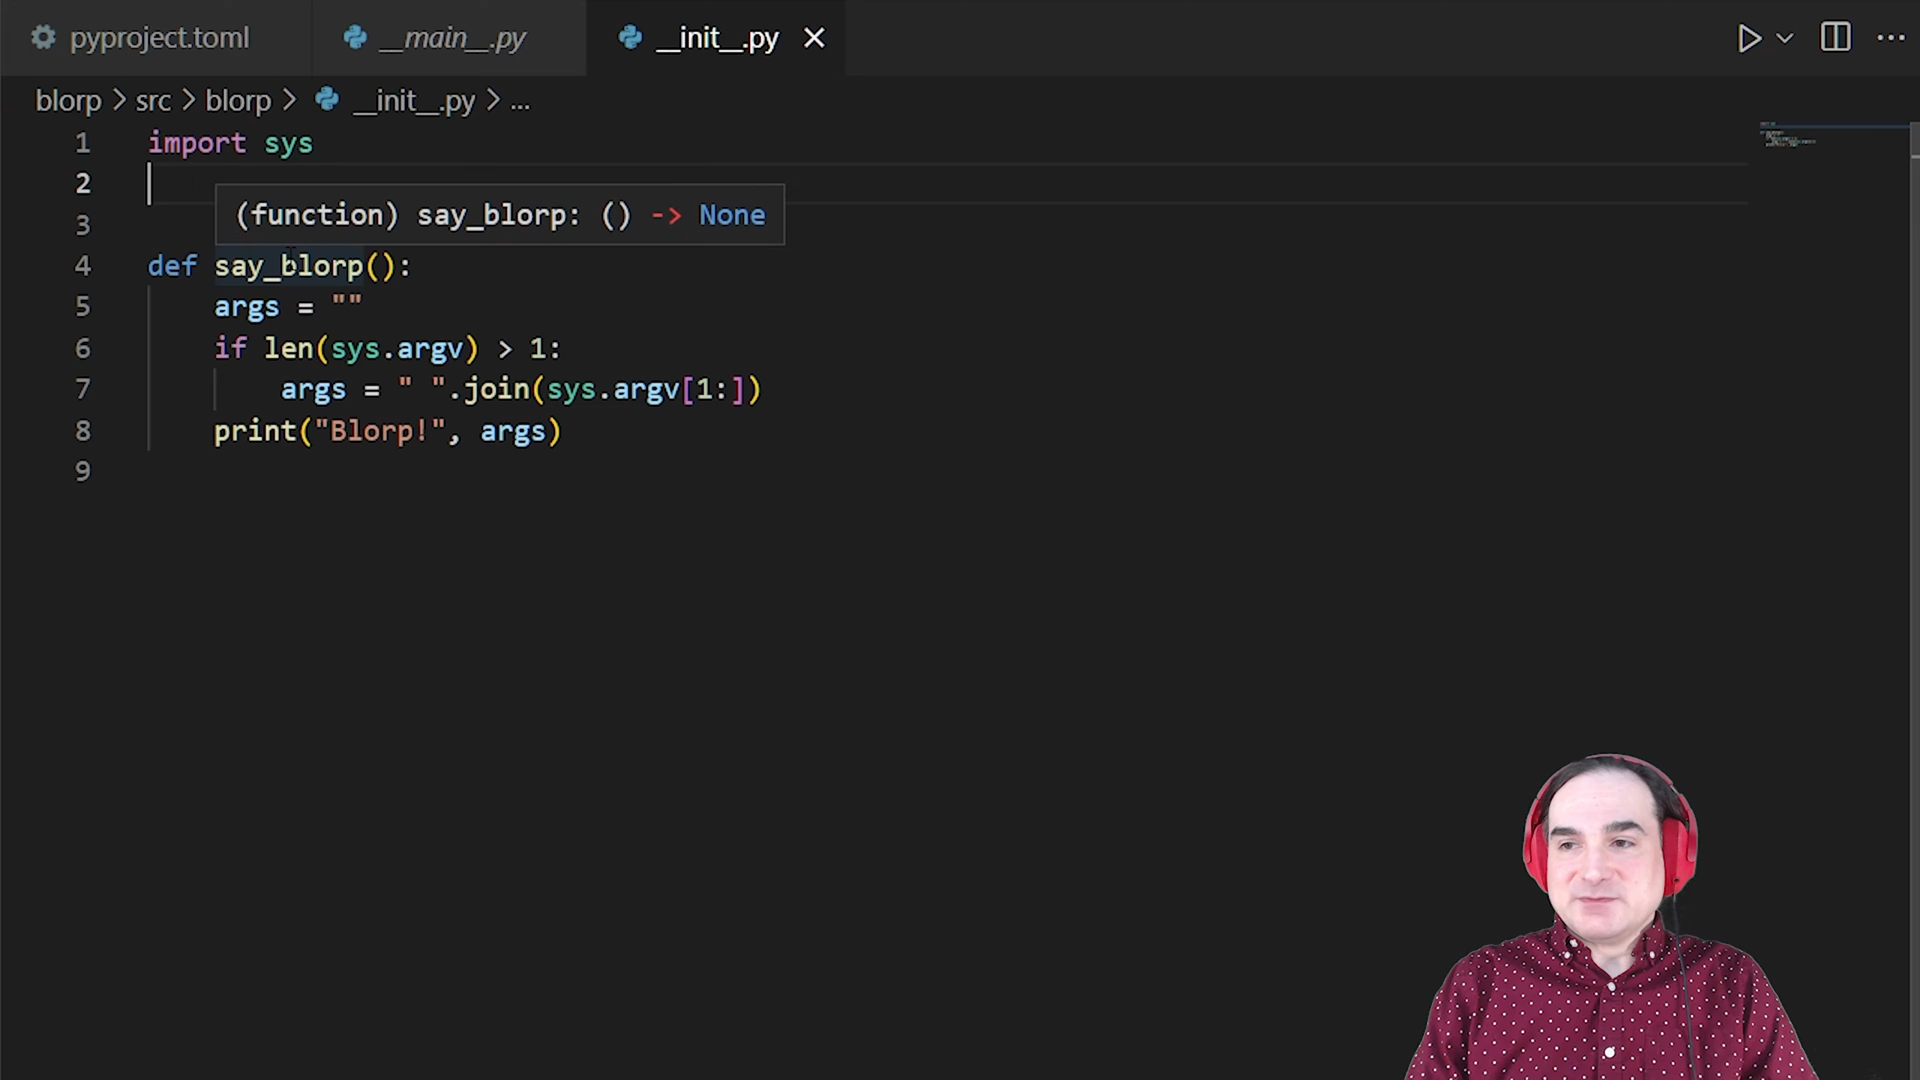 pyproject.toml __main__.py __init__.py
blorp > src > blorp > __init__.py > ...
1 import sys
2
(function) say_blorp: () -> None
3
4 def say_blorp():
5 args = ""
6 if len(sys.argv) > 1:
7 args = " ".join(sys.argv[1:])
8 print("Blorp!", args)
9